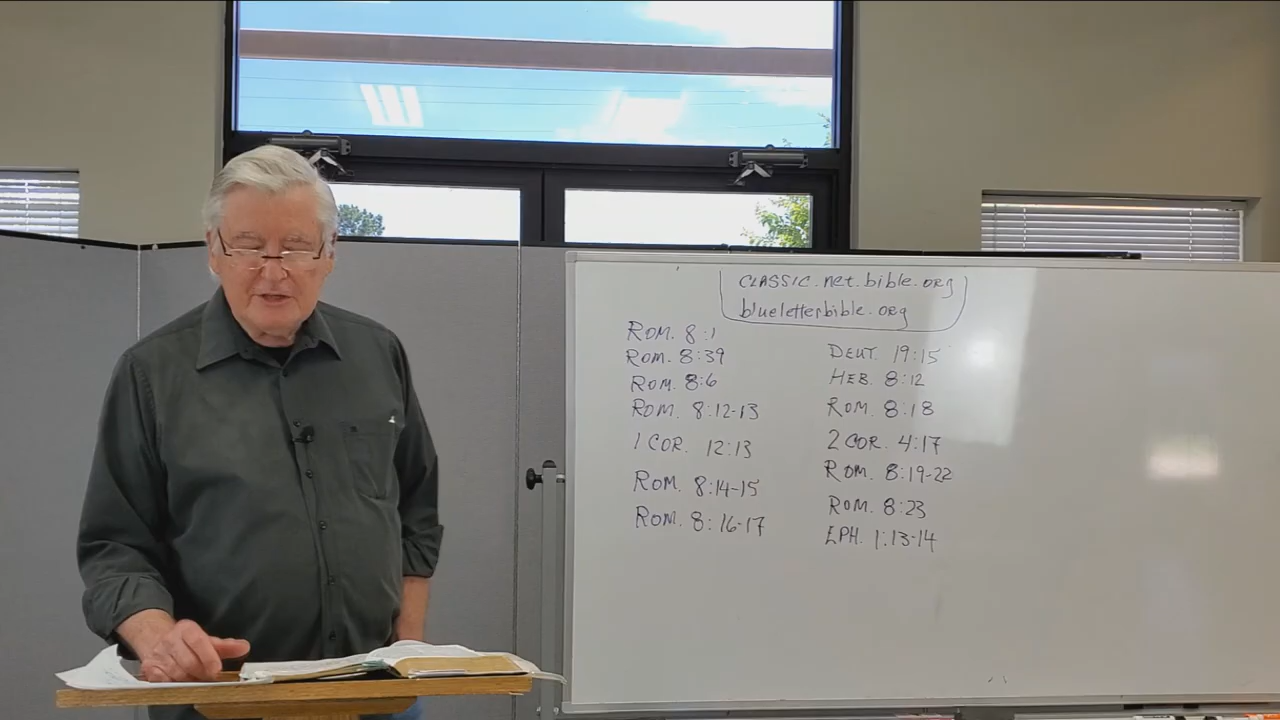 CLASSIC.net.bible.org
blueletterbible.org
ROM. 8:1
ROM. 8:39
ROM. 8:6
ROM. 8:12-13
1 COR. 12:13
ROM. 8:14-15
ROM. 8:16-17
DEUT. 19:15
HEB. 8:12
ROM. 8:18
2 COR. 4:17
ROM. 8:19-22
ROM. 8:23
EPH. 1:13-14